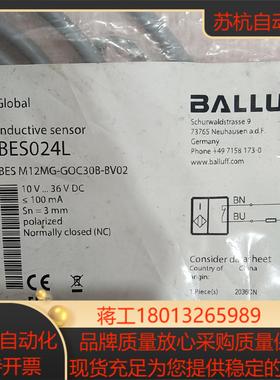 苏杭自动
Global
BALLUFF
Schurwaldstrasse 9
73765 Neuhausen a.d.F.
Germany
Phone +49 7158 173-0
www.balluff.com
nductive sensor
BES024L
BES M12MG-GOC30B-BV02
10 V... 36 V DC
≤ 100 mA
Sn = 3 mm
polarized
Normally closed (NC)
BN
BU
Consider datasheet
Country of
Origin
China
1 Piece(s)
2036CN
自动化
蒋工18013265989
开票
品牌质量放心采购质量保
现货充足为您提供稳定的